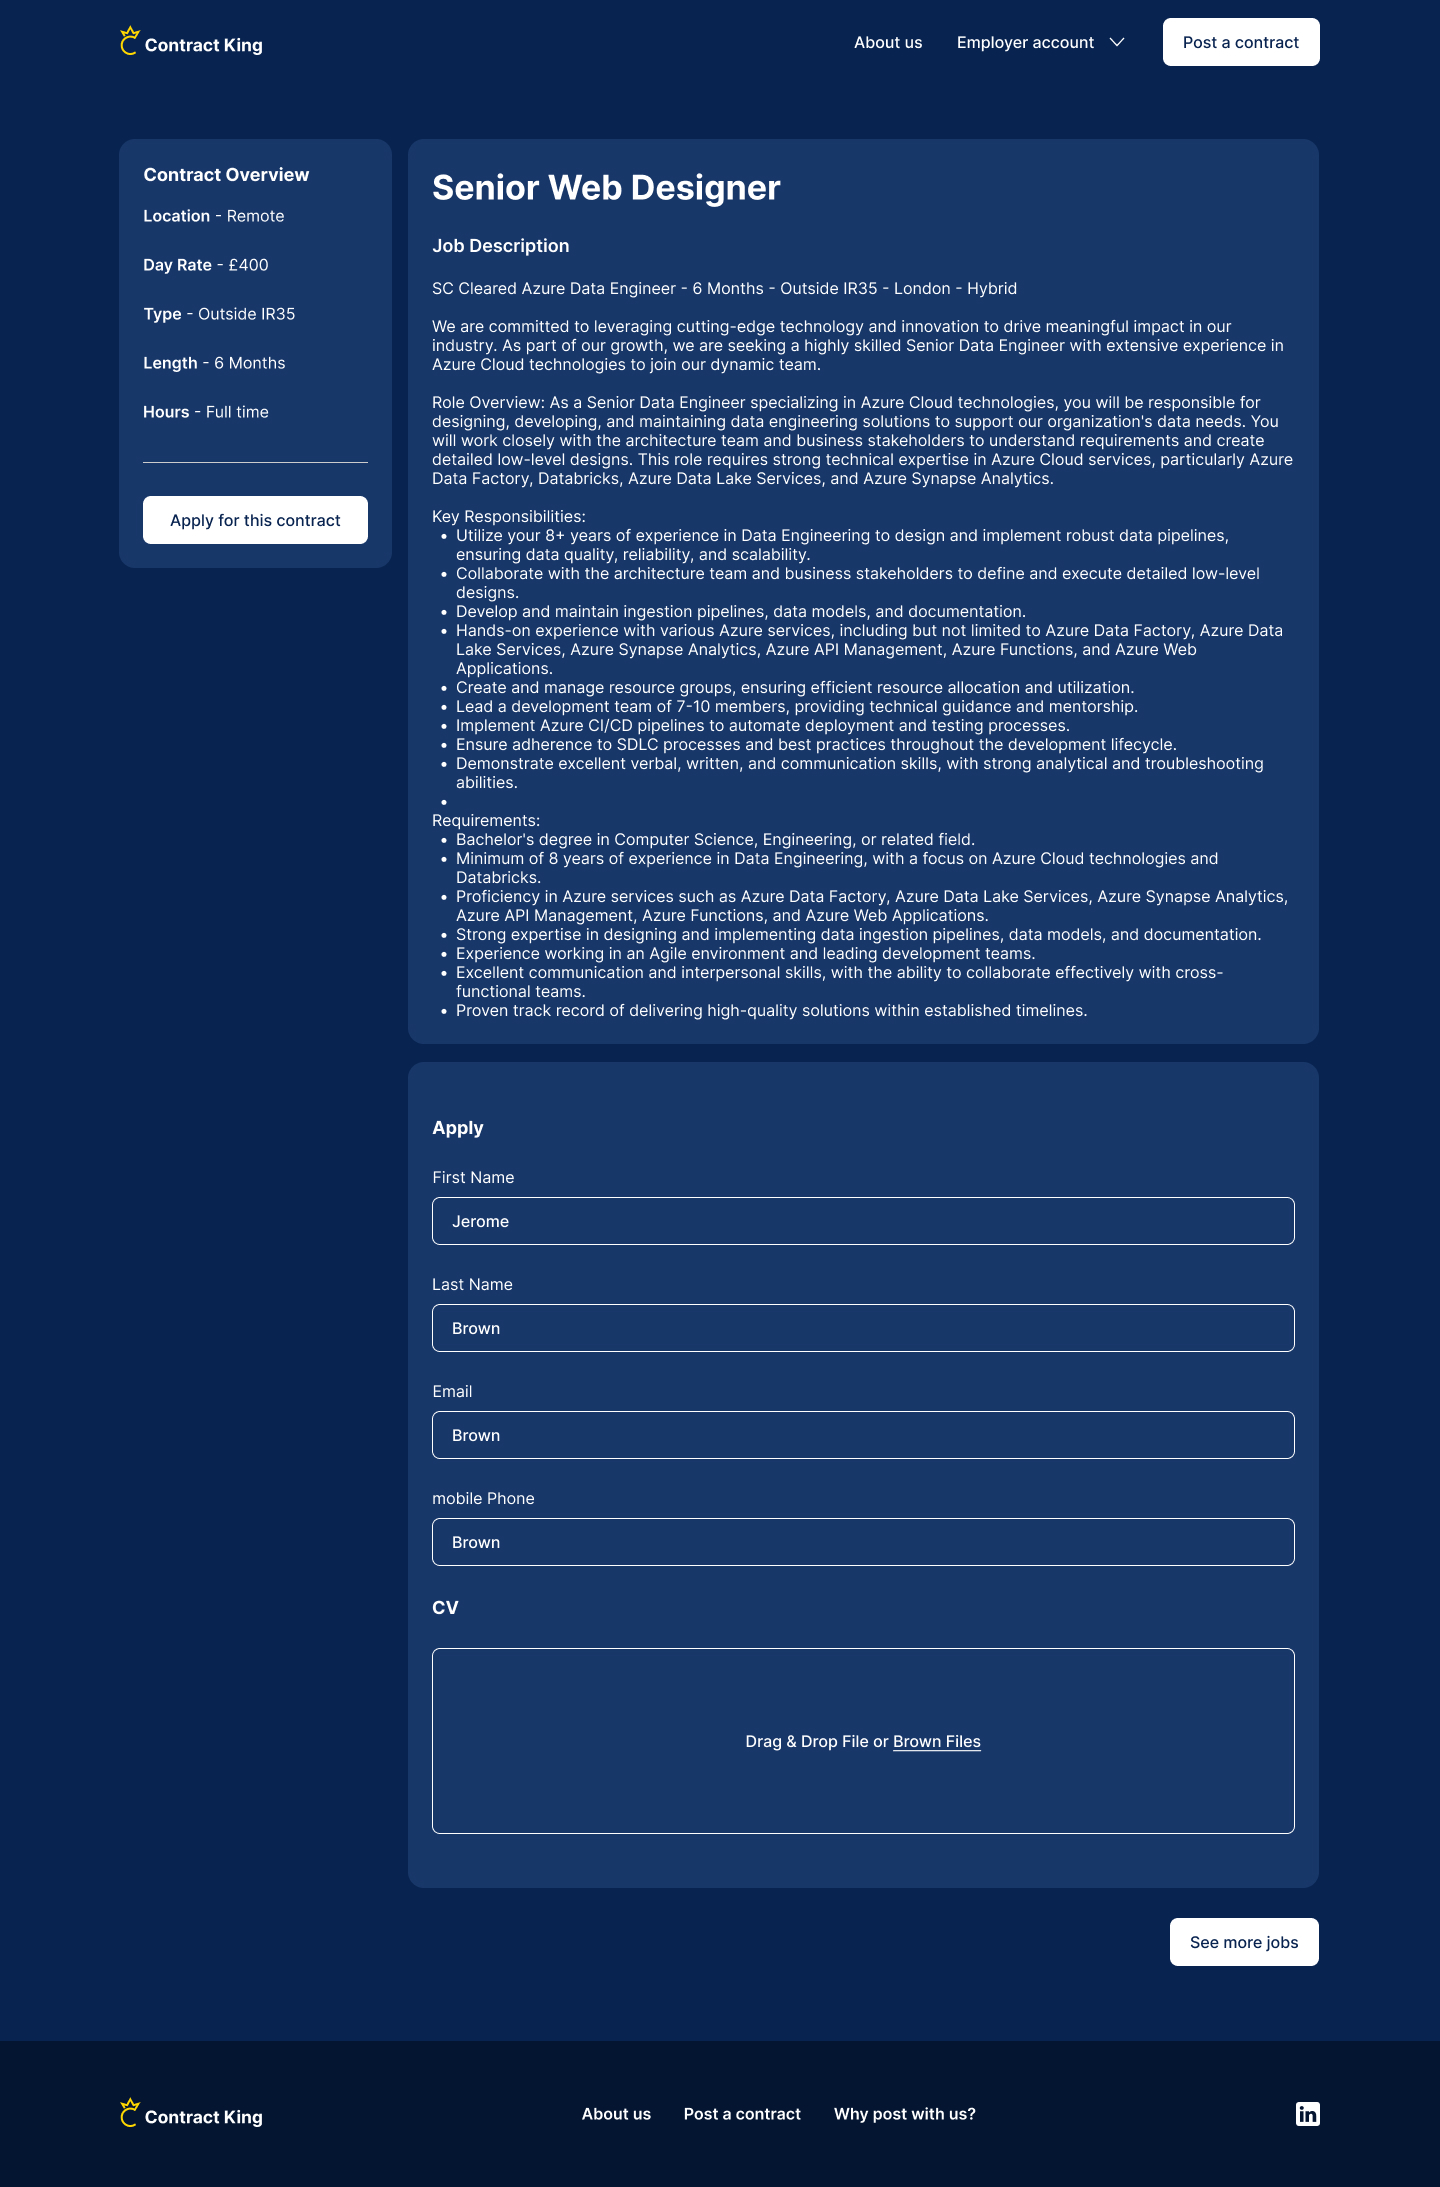 Contract King
About us
Employer account
Post a contract
Contract Overview
Location - Remote
Day Rate - £400
Type - Outside IR35
Length - 6 Months
Hours - Full time
Apply for this contract
Senior Web Designer
Job Description
SC Cleared Azure Data Engineer - 6 Months - Outside IR35 - London - Hybrid
We are committed to leveraging cutting-edge technology and innovation to drive meaningful impact in our
industry. As part of our growth, we are seeking a highly skilled Senior Data Engineer with extensive experience in
Azure Cloud technologies to join our dynamic team.
Role Overview: As a Senior Data Engineer specializing in Azure Cloud technologies, you will be responsible for
designing, developing, and maintaining data engineering solutions to support our organization's data needs. You
will work closely with the architecture team and business stakeholders to understand requirements and create
detailed low-level designs. This role requires strong technical expertise in Azure Cloud services, particularly Azure
Data Factory, Databricks, Azure Data Lake Services, and Azure Synapse Analytics.
Key Responsibilities:
• Utilize your 8+ years of experience in Data Engineering to design and implement robust data pipelines,
ensuring data quality, reliability, and scalability.
• Collaborate with the architecture team and business stakeholders to define and execute detailed low-level
designs.
• Develop and maintain ingestion pipelines, data models, and documentation.
• Hands-on experience with various Azure services, including but not limited to Azure Data Factory, Azure Data
Lake Services, Azure Synapse Analytics, Azure API Management, Azure Functions, and Azure Web
Applications.
• Create and manage resource groups, ensuring efficient resource allocation and utilization.
• Lead a development team of 7-10 members, providing technical guidance and mentorship.
• Implement Azure CI/CD pipelines to automate deployment and testing processes.
• Ensure adherence to SDLC processes and best practices throughout the development lifecycle.
• Demonstrate excellent verbal, written, and communication skills, with strong analytical and troubleshooting
abilities.
•
Requirements:
• Bachelor's degree in Computer Science, Engineering, or related field.
• Minimum of 8 years of experience in Data Engineering, with a focus on Azure Cloud technologies and
Databricks.
• Proficiency in Azure services such as Azure Data Factory, Azure Data Lake Services, Azure Synapse Analytics,
Azure API Management, Azure Functions, and Azure Web Applications.
• Strong expertise in designing and implementing data ingestion pipelines, data models, and documentation.
• Experience working in an Agile environment and leading development teams.
• Excellent communication and interpersonal skills, with the ability to collaborate effectively with cross-
functional teams.
• Proven track record of delivering high-quality solutions within established timelines.
Apply
First Name
Jerome
Last Name
Brown
Email
Brown
mobile Phone
Brown
CV
Drag & Drop File or Brown Files
See more jobs
Contract King
About us
Post a contract
Why post with us?
in